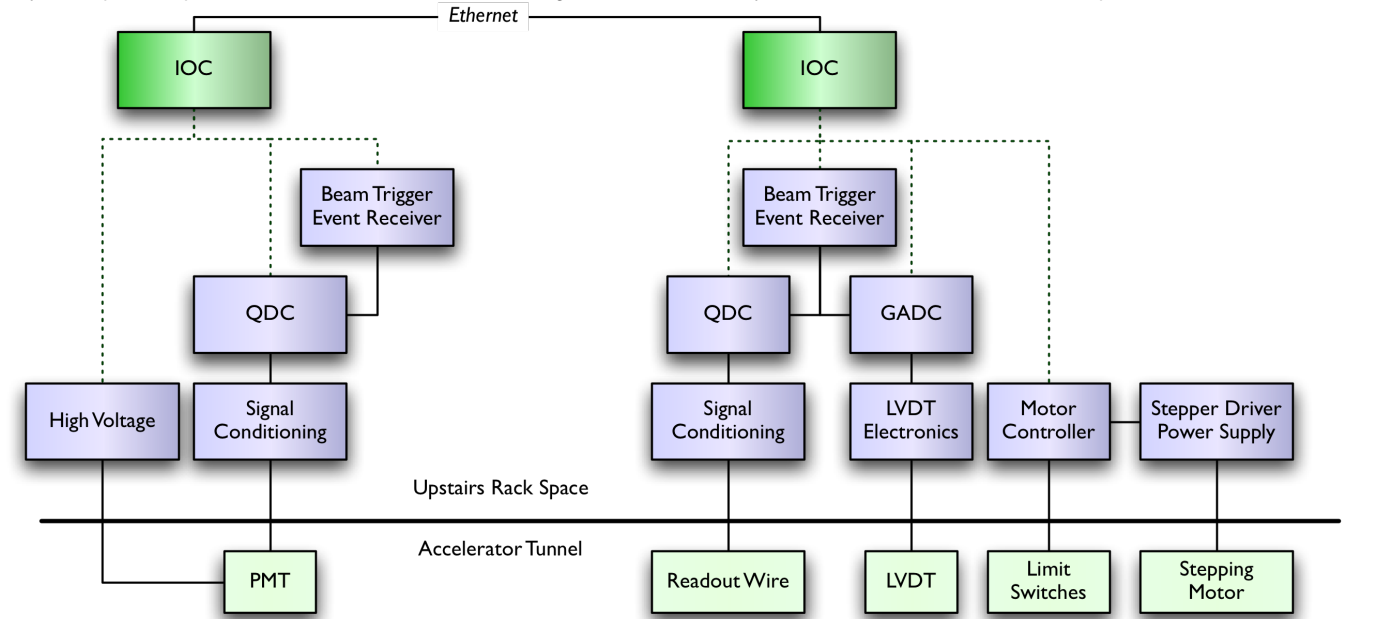 Ethernet
IOC
IOC
Beam Trigger
Event Receiver
Beam Trigger
Event Receiver
QDC
QDC
GADC
High Voltage
Signal
Conditioning
Signal
Conditioning
LVDT
Electronics
Motor
Controller
Stepper Driver
Power Supply
Upstairs Rack Space
Accelerator Tunnel
PMT
Readout Wire
LVDT
Limit
Switches
Stepping
Motor